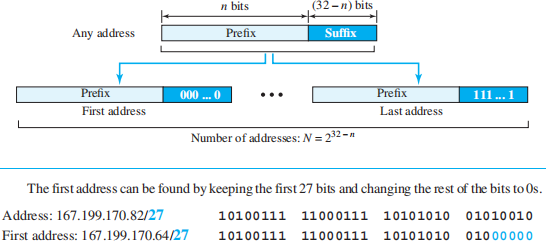 n bits (32 – n) bits
Any address Prefix Suffix
Prefix 000 ... 0 ••• Prefix 111 ... 1
First address Last address
Number of addresses: N = 2³²⁻ⁿ
The first address can be found by keeping the first 27 bits and changing the rest of the bits to 0s.
Address: 167.199.170.82/27 10100111 11000111 10101010 01010010
First address: 167.199.170.64/27 10100111 11000111 10101010 01000000